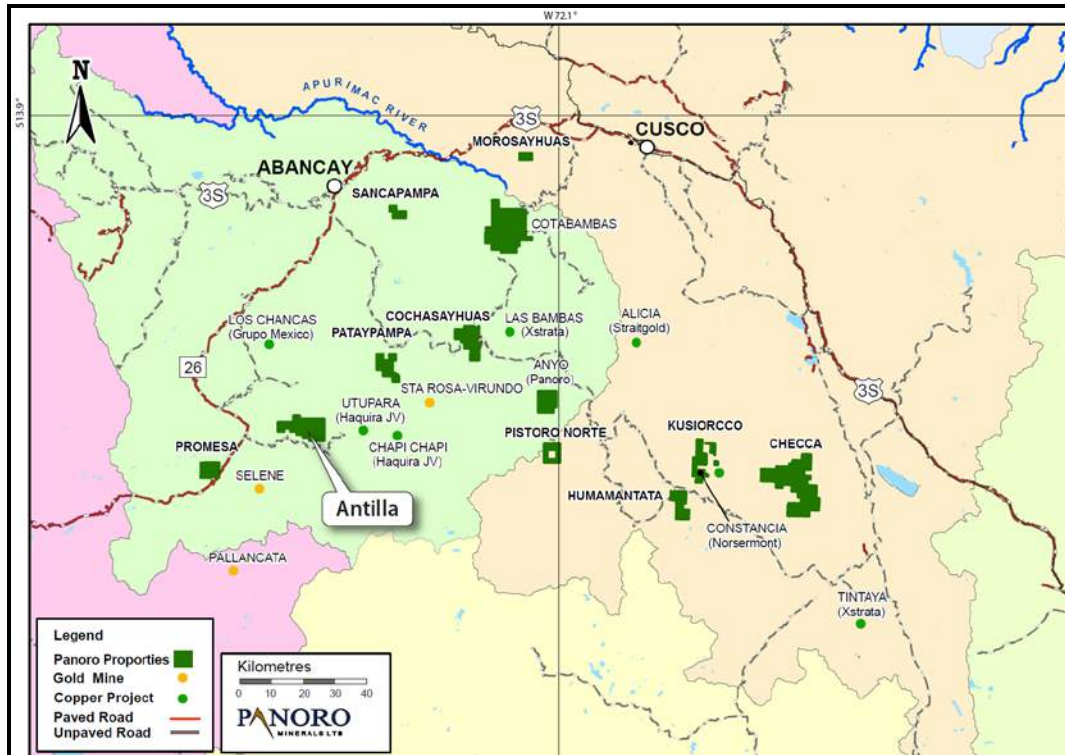 W 72.1°
513.9°
N
APURIMAC RIVER
3S
CUSCO
MOROSAYHUAS
ABANCAY
3S
SANCAPAMPA
COTABAMBAS
COCHASAYHUAS
LAS BAMBAS
(Xstrata)
ALICIA
(Straitgold)
LOS CHANCAS
(Grupo Mexico)
PATAYPAMPA
26
ANYO
(Panoro)
STA ROSA-VIRUNDO
3S
UTUPARA
(Haquira JV)
CHAPI CHAPI
(Haquira JV)
PISTORO NORTE
KUSIORCCO
CHECCA
PROMESA
SELENE
Antilla
HUMAMANTATA
CONSTANCIA
(Norsermont)
PALLANCATA
TINTAYA
(Xstrata)
Legend
Panoro Proporties
Gold Mine
Copper Project
Paved Road
Unpaved Road
Kilometres
0 10 20 30 40
PANORO
MINERALS LTD